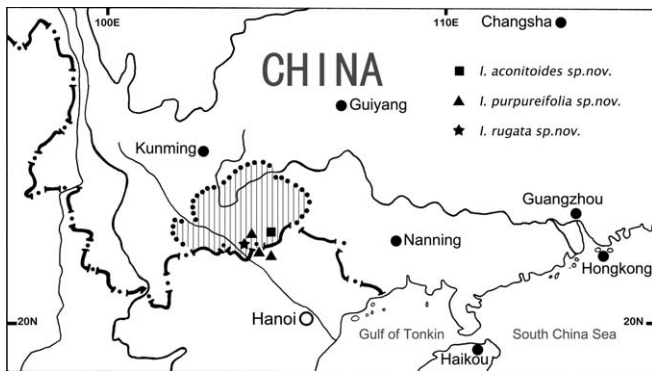 100E
110E
Changsha
CHINA
I. aconitoides sp.nov.
Guiyang
I. purpureifolia sp.nov.
I. rugata sp.nov.
Kunming
Guangzhou
Nanning
Hongkong
20N
Hanoi
Gulf of Tonkin
South China Sea
20N
Haikou